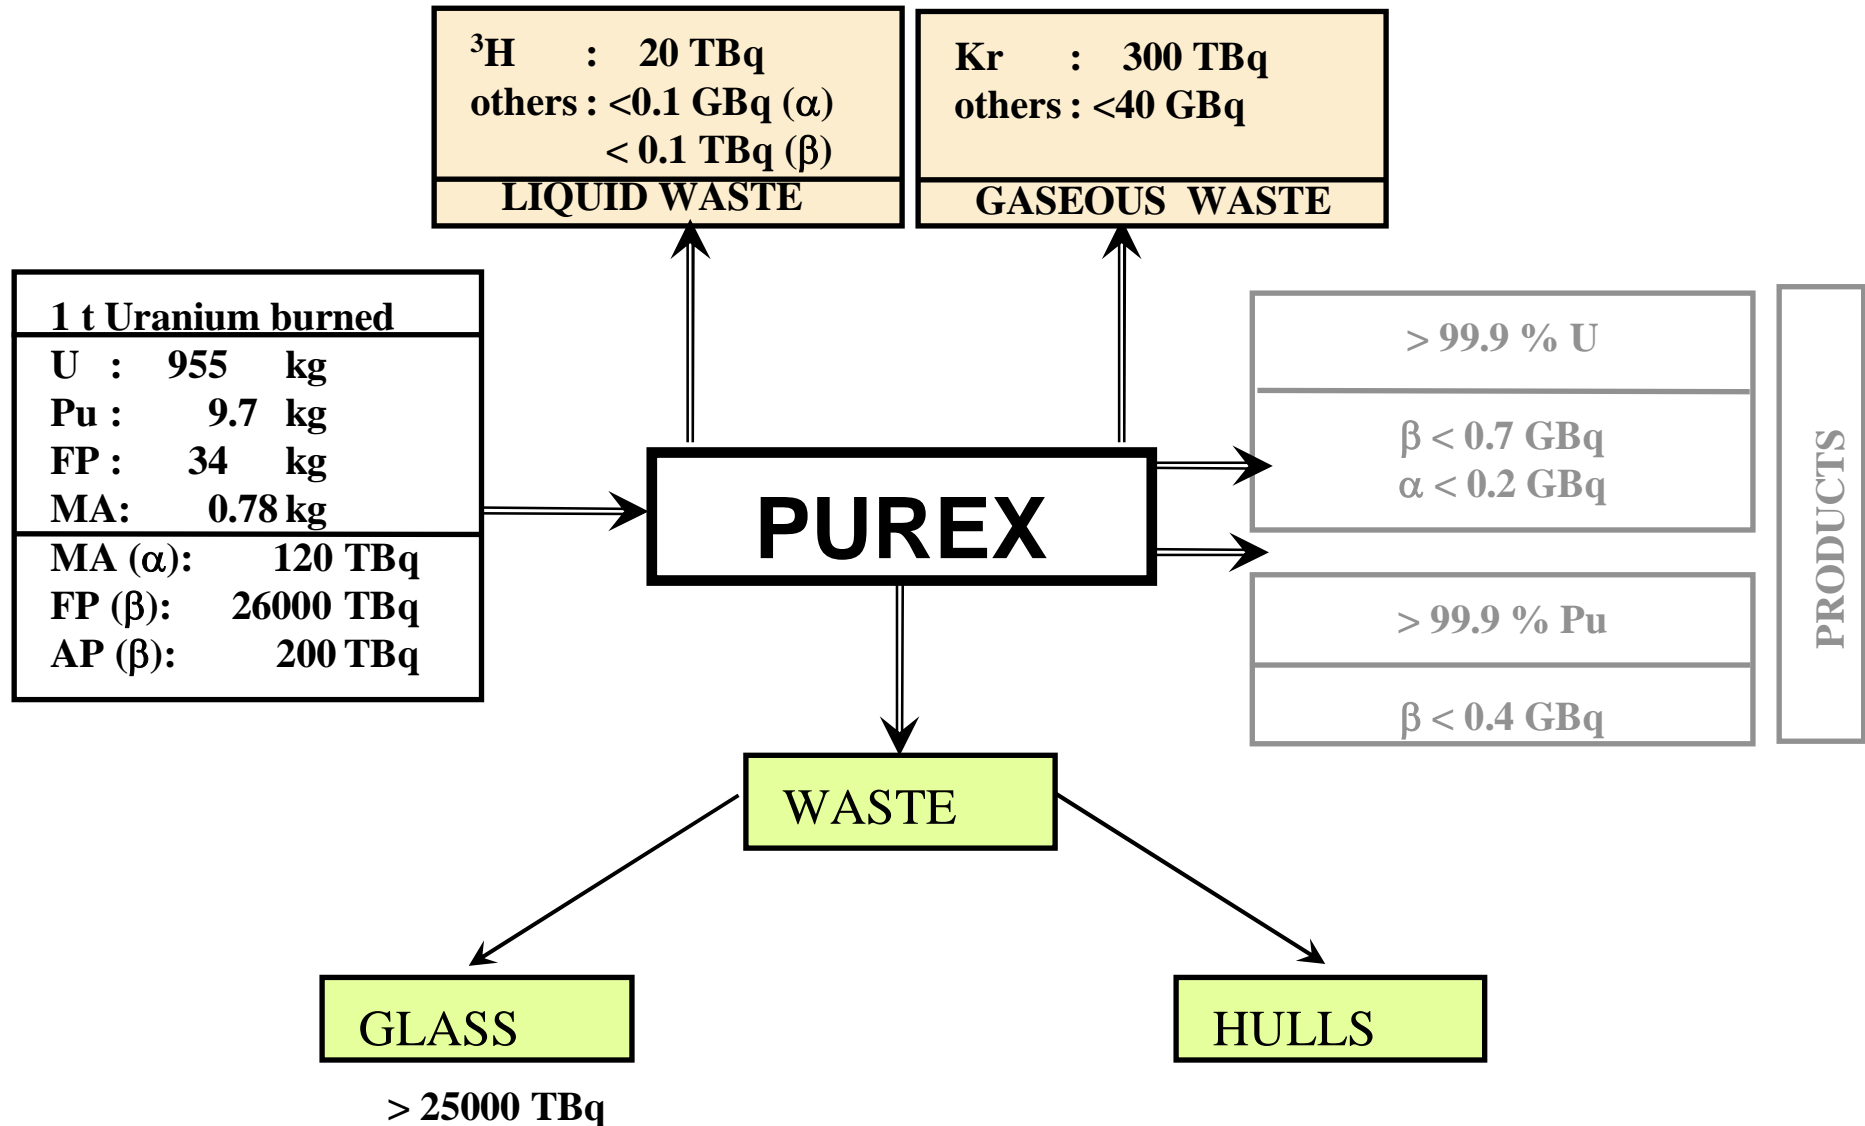 ³H : 20 TBq
others : <0.1 GBq (α)
< 0.1 TBq (β)
LIQUID WASTE
Kr : 300 TBq
others : <40 GBq
GASEOUS WASTE
1 t Uranium burned
U : 955 kg
Pu : 9.7 kg
FP : 34 kg
MA: 0.78 kg
MA (α): 120 TBq
FP (β): 26000 TBq
AP (β): 200 TBq
PUREX
> 99.9 % U
β < 0.7 GBq
α < 0.2 GBq
> 99.9 % Pu
β < 0.4 GBq
PRODUCTS
WASTE
GLASS
> 25000 TBq
HULLS